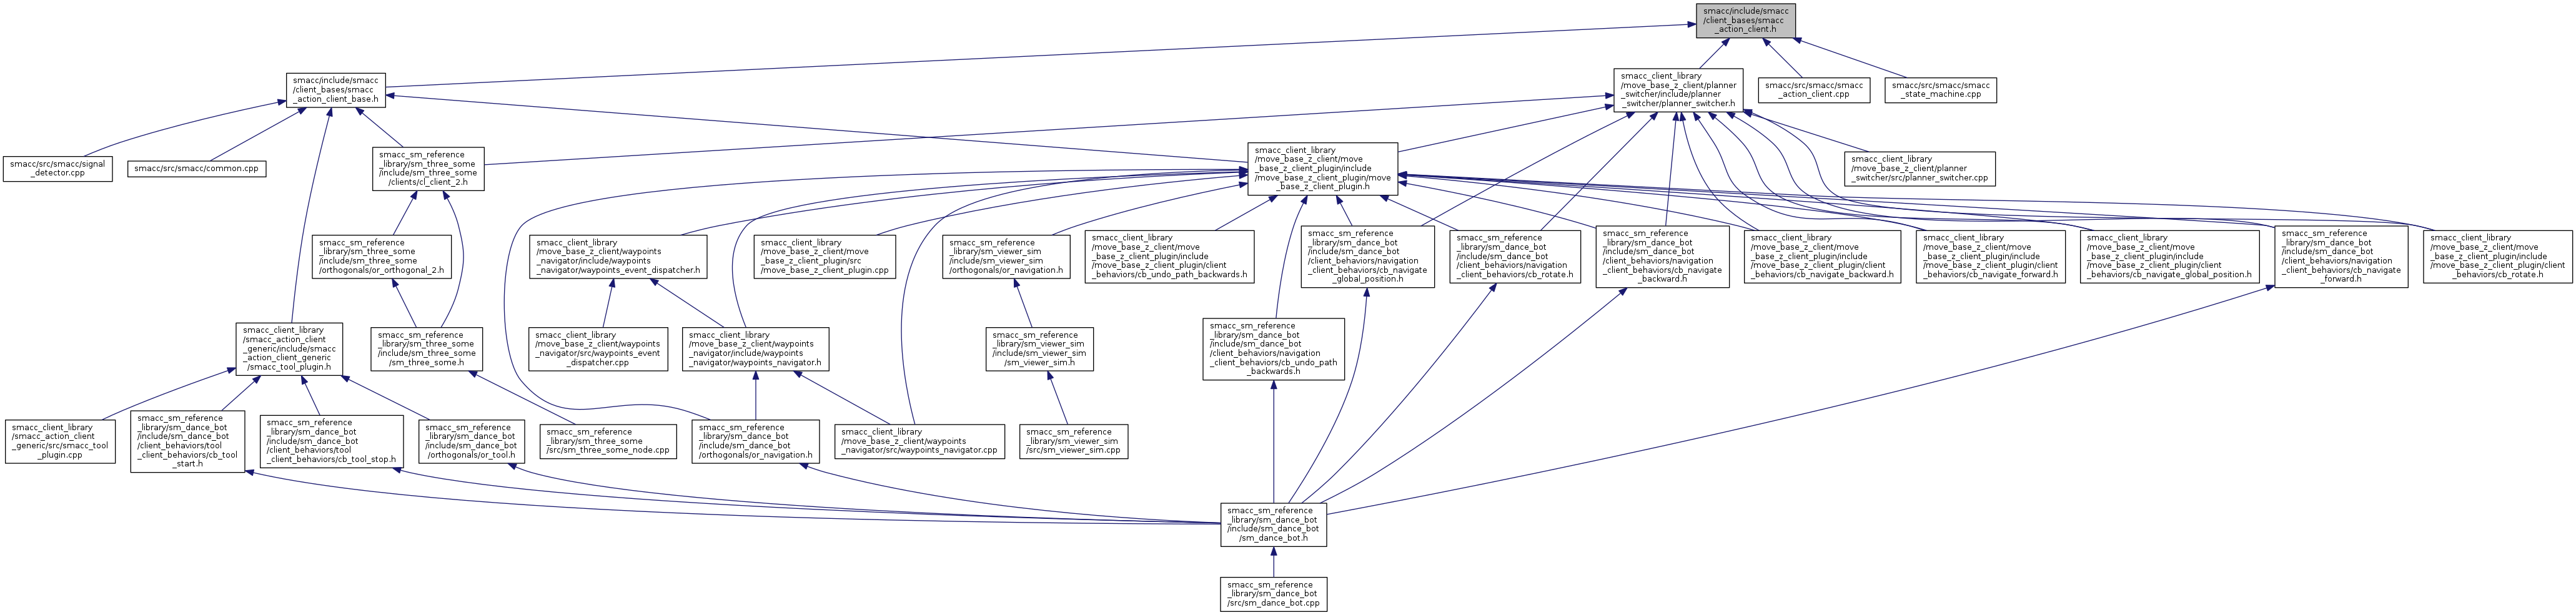 smacc/include/smacc
/client_bases/smacc
_action_client.h
smacc/include/smacc
/client_bases/smacc
_action_client_base.h
smacc_client_library
/move_base_z_client/planner
_switcher/include/planner
_switcher/planner_switcher.h
smacc/src/smacc/smacc
_action_client.cpp
smacc/src/smacc/smacc
_state_machine.cpp
smacc/src/smacc/signal
_detector.cpp
smacc/src/smacc/common.cpp
smacc_sm_reference
_library/sm_three_some
/include/sm_three_some
/clients/cl_client_2.h
smacc_client_library
/move_base_z_client/move
_base_z_client_plugin/include
/move_base_z_client_plugin/move
_base_z_client_plugin.h
smacc_client_library
/move_base_z_client/planner
_switcher/src/planner_switcher.cpp
smacc_sm_reference
_library/sm_three_some
/include/sm_three_some
/orthogonals/or_orthogonal_2.h
smacc_client_library
/move_base_z_client/waypoints
_navigator/include/waypoints
_navigator/waypoints_event_dispatcher.h
smacc_client_library
/move_base_z_client/move
_base_z_client_plugin/src
/move_base_z_client_plugin.cpp
smacc_sm_reference
_library/sm_viewer_sim
/include/sm_viewer_sim
/orthogonals/or_navigation.h
smacc_client_library
/move_base_z_client/move
_base_z_client_plugin/include
/move_base_z_client_plugin/client
_behaviors/cb_undo_path_backwards.h
smacc_sm_reference
_library/sm_dance_bot
/include/sm_dance_bot
/client_behaviors/navigation
_client_behaviors/cb_navigate
_global_position.h
smacc_sm_reference
_library/sm_dance_bot
/include/sm_dance_bot
/client_behaviors/navigation
_client_behaviors/cb_rotate.h
smacc_sm_reference
_library/sm_dance_bot
/include/sm_dance_bot
/client_behaviors/navigation
_client_behaviors/cb_navigate
_backward.h
smacc_client_library
/move_base_z_client/move
_base_z_client_plugin/include
/move_base_z_client_plugin/client
_behaviors/cb_navigate_backward.h
smacc_client_library
/move_base_z_client/move
_base_z_client_plugin/include
/move_base_z_client_plugin/client
_behaviors/cb_navigate_forward.h
smacc_client_library
/move_base_z_client/move
_base_z_client_plugin/include
/move_base_z_client_plugin/client
_behaviors/cb_navigate_global_position.h
smacc_sm_reference
_library/sm_dance_bot
/include/sm_dance_bot
/client_behaviors/navigation
_client_behaviors/cb_navigate
_forward.h
smacc_client_library
/move_base_z_client/move
_base_z_client_plugin/include
/move_base_z_client_plugin/client
_behaviors/cb_rotate.h
smacc_client_library
/smacc_action_client
_generic/include/smacc
_action_client_generic
/smacc_tool_plugin.h
smacc_sm_reference
_library/sm_three_some
/include/sm_three_some
/sm_three_some.h
smacc_client_library
/move_base_z_client/waypoints
_navigator/src/waypoints_event
_dispatcher.cpp
smacc_client_library
/move_base_z_client/waypoints
_navigator/include/waypoints
_navigator/waypoints_navigator.h
smacc_sm_reference
_library/sm_viewer_sim
/include/sm_viewer_sim
/sm_viewer_sim.h
smacc_sm_reference
_library/sm_dance_bot
/include/sm_dance_bot
/client_behaviors/navigation
_client_behaviors/cb_undo_path
_backwards.h
smacc_client_library
/smacc_action_client
_generic/src/smacc_tool
_plugin.cpp
smacc_sm_reference
_library/sm_dance_bot
/include/sm_dance_bot
/client_behaviors/tool
_client_behaviors/cb_tool
_start.h
smacc_sm_reference
_library/sm_dance_bot
/include/sm_dance_bot
/client_behaviors/tool
_client_behaviors/cb_tool_stop.h
smacc_sm_reference
_library/sm_dance_bot
/include/sm_dance_bot
/orthogonals/or_tool.h
smacc_sm_reference
_library/sm_three_some
/src/sm_three_some_node.cpp
smacc_sm_reference
_library/sm_dance_bot
/include/sm_dance_bot
/orthogonals/or_navigation.h
smacc_client_library
/move_base_z_client/waypoints
_navigator/src/waypoints_navigator.cpp
smacc_sm_reference
_library/sm_viewer_sim
/src/sm_viewer_sim.cpp
smacc_sm_reference
_library/sm_dance_bot
/include/sm_dance_bot
/sm_dance_bot.h
smacc_sm_reference
_library/sm_dance_bot
/src/sm_dance_bot.cpp